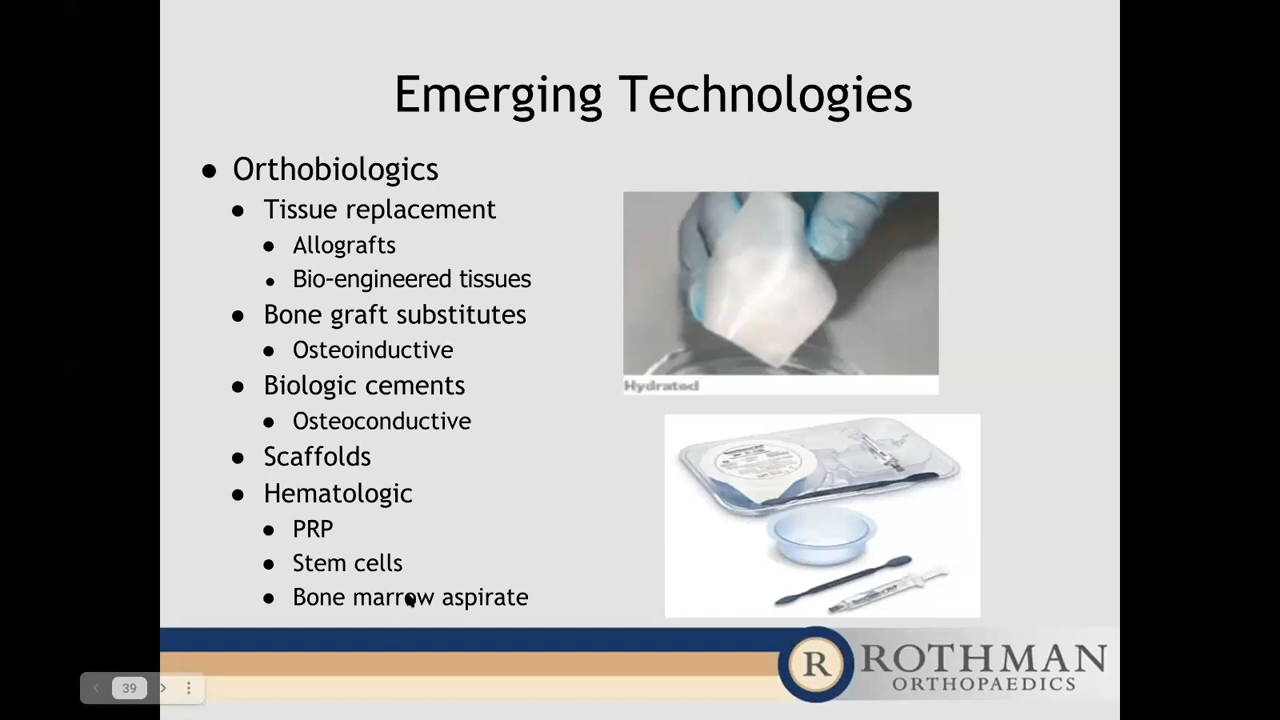 Emerging Technologies
● Orthobiologics
● Tissue replacement
● Allografts
● Bio-engineered tissues
● Bone graft substitutes
● Osteoinductive
● Biologic cements
● Osteoconductive
● Scaffolds
● Hematologic
● PRP
● Stem cells
● Bone marrow aspirate
Hydrated
R ROTHMAN
ORTHOPAEDICS
39